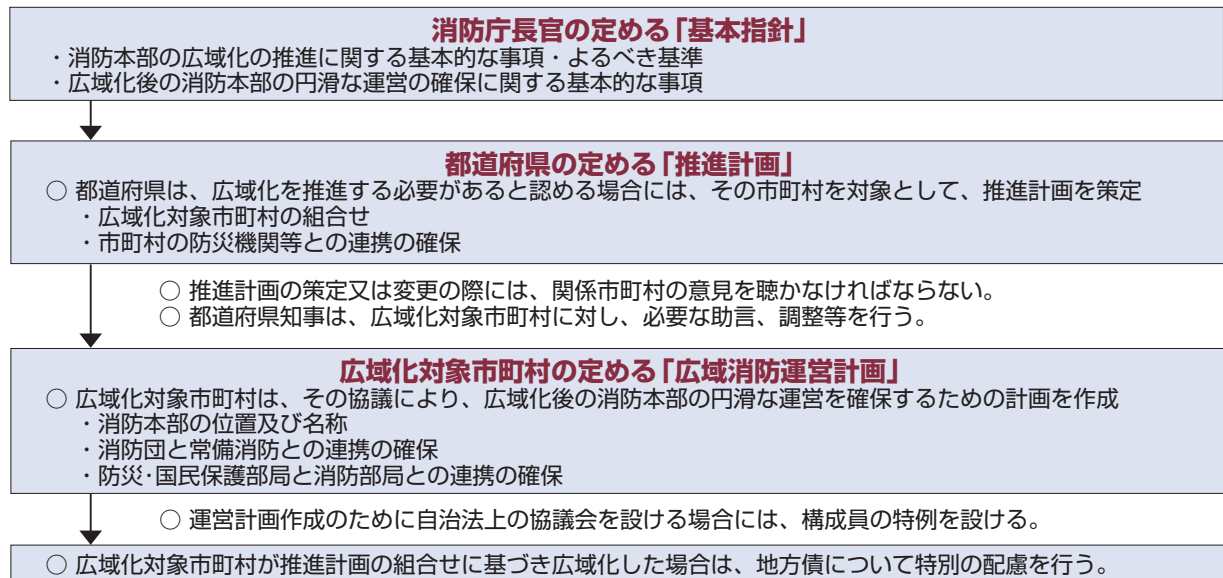 消防庁長官の定める「基本指針」
・消防本部の広域化の推進に関する基本的な事項・よるべき基準
・広域化後の消防本部の円滑な運営の確保に関する基本的な事項
都道府県の定める「推進計画」
○ 都道府県は、広域化を推進する必要があると認める場合には、その市町村を対象として、推進計画を策定
・広域化対象市町村の組合せ
・市町村の防災機関等との連携の確保
○ 推進計画の策定又は変更の際には、関係市町村の意見を聴かなければならない。
○ 都道府県知事は、広域化対象市町村に対し、必要な助言、調整等を行う。
広域化対象市町村の定める「広域消防運営計画」
○ 広域化対象市町村は、その協議により、広域化後の消防本部の円滑な運営を確保するための計画を作成
・消防本部の位置及び名称
・消防団と常備消防との連携の確保
・防災・国民保護部局と消防部局との連携の確保
○ 運営計画作成のために自治法上の協議会を設ける場合には、構成員の特例を設ける。
○ 広域化対象市町村が推進計画の組合せに基づき広域化した場合は、地方債について特別の配慮を行う。